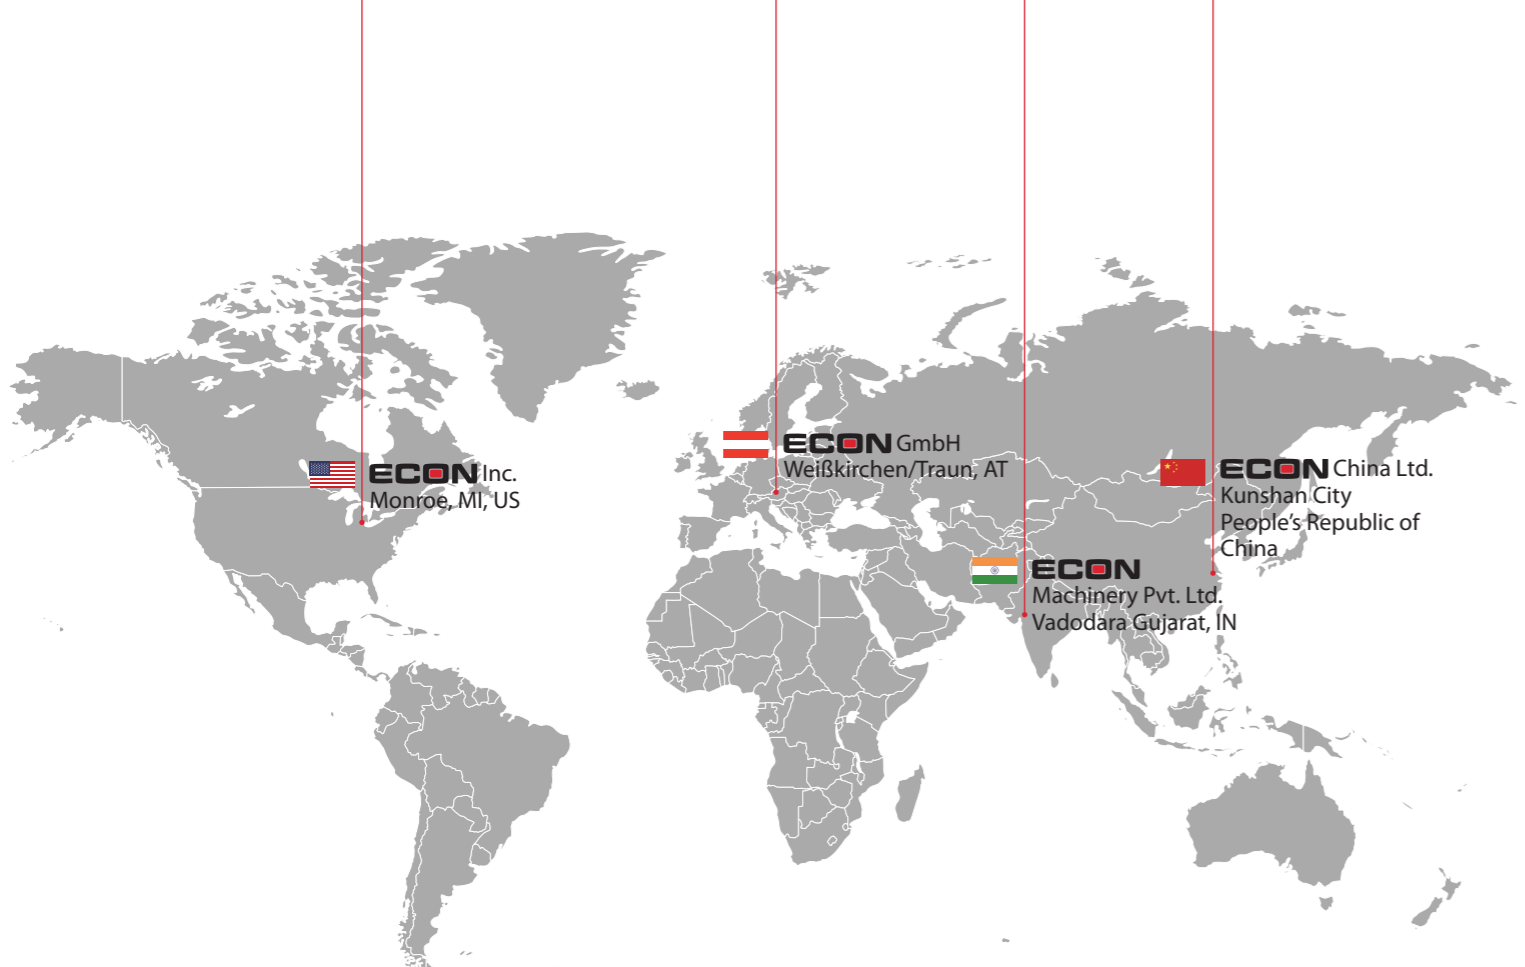 ECON Inc.
Monroe, MI, US
ECON GmbH
Weißkirchen/Traun, AT
ECON
Machinery Pvt. Ltd.
Vadodara Gujarat, IN
ECON China Ltd.
Kunshan City
People’s Republic of
China